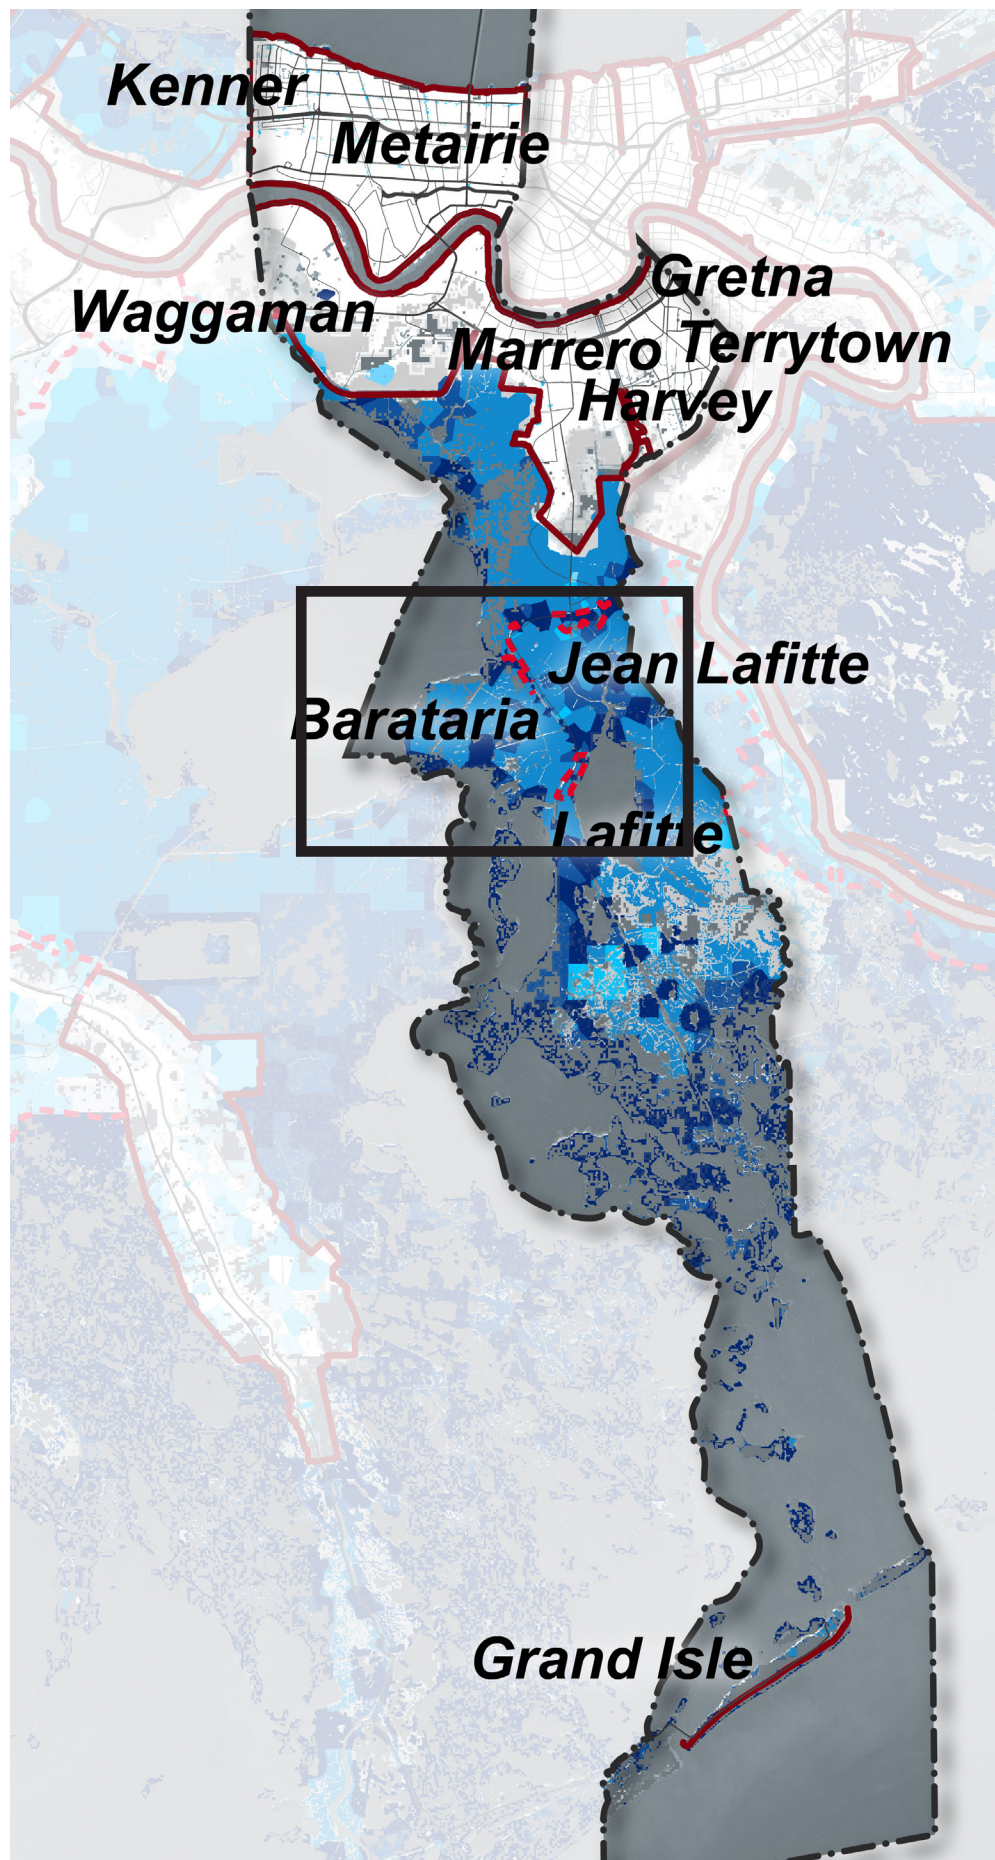 Kenner
Metairie
Gretna
Waggaman
Marrero
Terrytown
Harvey
Jean Lafitte
Barataria
Lafitte
Grand Isle